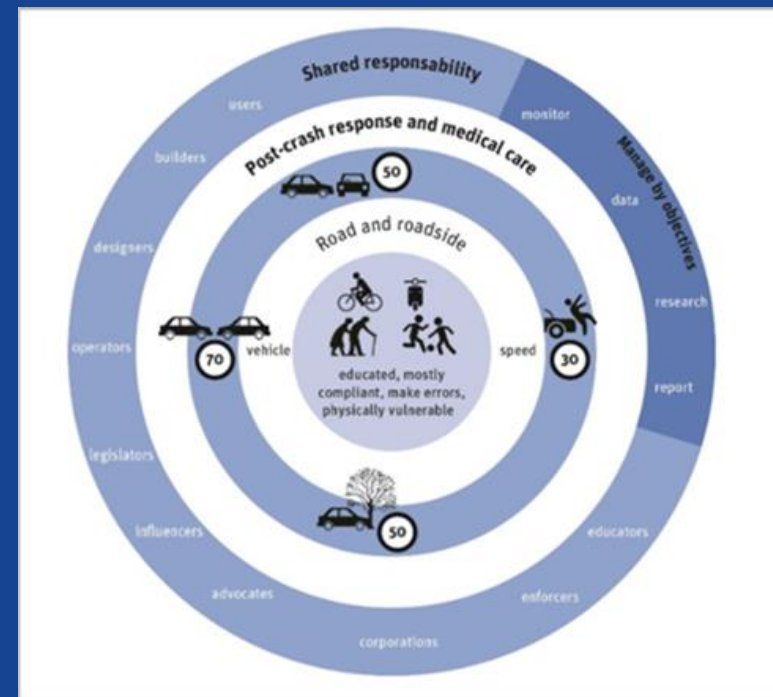 Shared responsability
users
monitor
Post-crash response and medical care
Manage by objectives
builders
50
data
Road and roadside
designers
research
operators
70
vehicle
speed
30
educated, mostly
compliant, make errors,
physically vulnerable
report
legislators
50
influencers
educators
advocates
enforcers
corporations